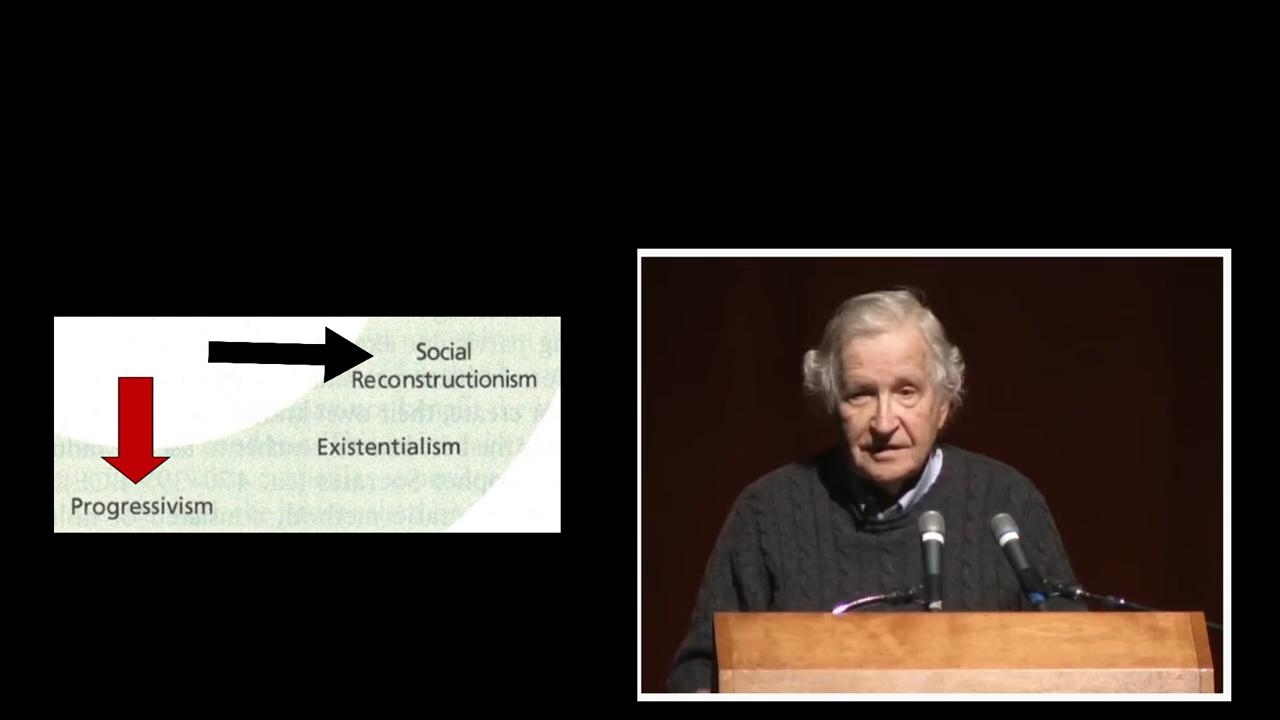 Social
Reconstructionism
Existentialism
Progressivism